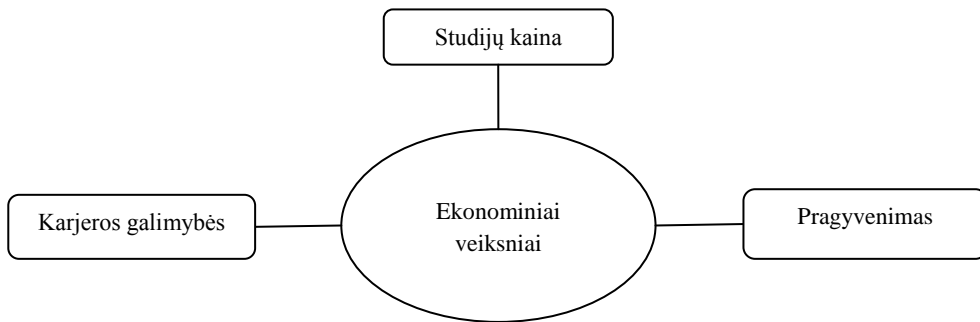 Studijų kaina
Karjeros galimybės
Ekonominiai
veiksniai
Pragyvenimas